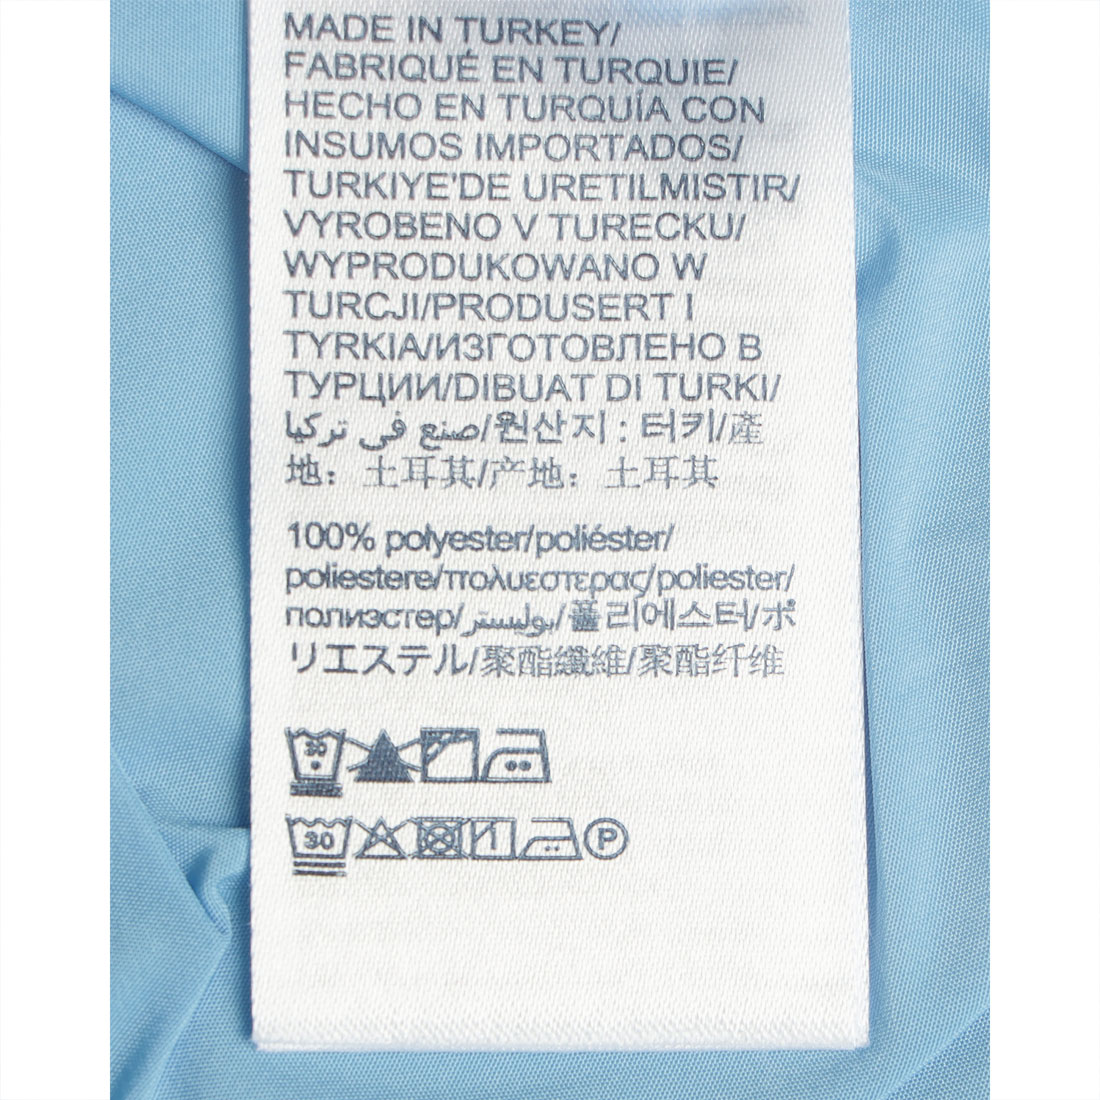 MADE IN TURKEY/
FABRIQUÉ EN TURQUIE/
HECHO EN TURQUÍA CON
INSUMOS IMPORTADOS/
TURKIYE'DE URETILMISTIR/
VYROBENO V TURECKU/
WYPRODUKOWANO W
TURCJI/PRODUSERT I
TYRKIA/ИЗГОТОВЛЕНО В
ТУРЦИИ/DIBUAT DI TURKI/
صنع في تركيا/원산지 : 터키/產
地：土耳其/产地：土耳其
100% polyester/poliéster/
poliestere/πολυεστερας/poliester/
полиэстер/بوليستر/폴리에스터/ポ
リエステル/聚酯纖維/聚酯纤维
30
30 P